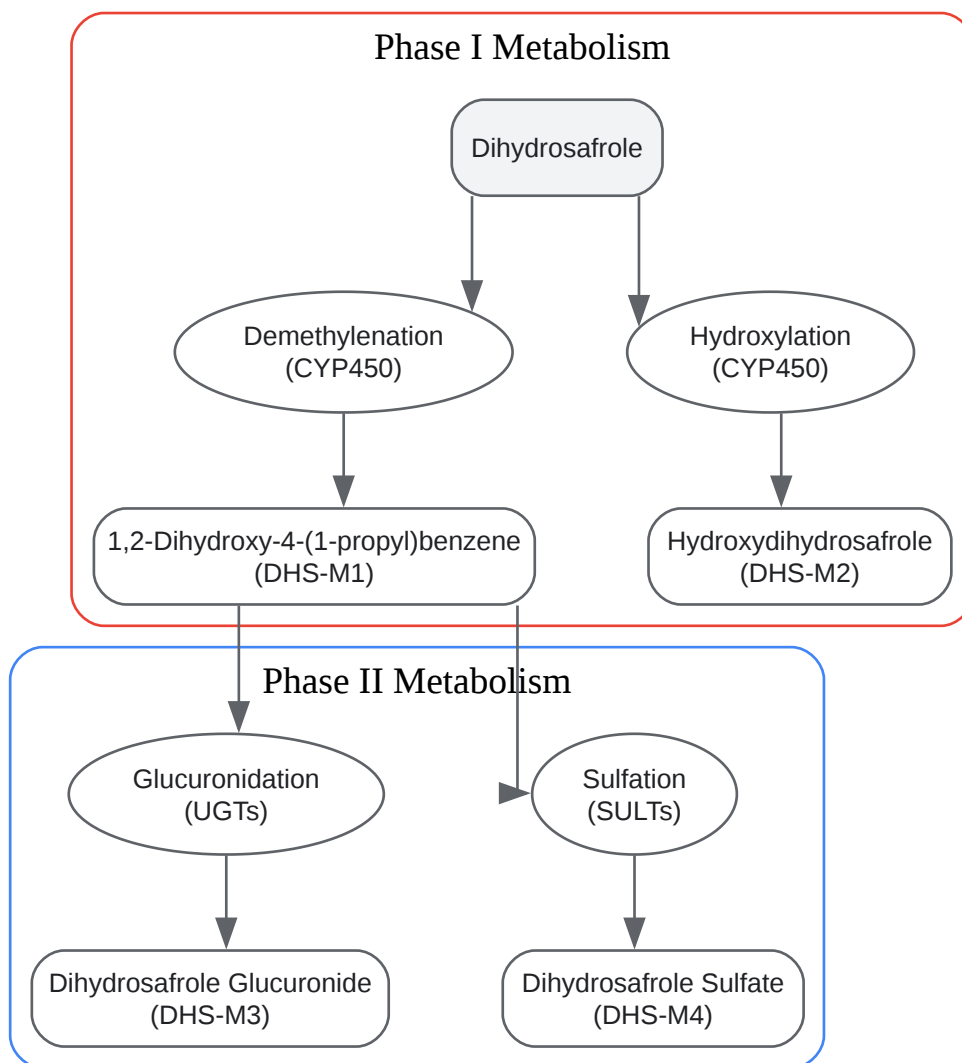 Phase I Metabolism
Dihydrosafrole
Demethylenation
(CYP450)
Hydroxylation
(CYP450)
1,2-Dihydroxy-4-(1-propyl)benzene
(DHS-M1)
Hydroxydihydrosafrole
(DHS-M2)
Phase II Metabolism
Glucuronidation
(UGTs)
Sulfation
(SULTs)
Dihydrosafrole Glucuronide
(DHS-M3)
Dihydrosafrole Sulfate
(DHS-M4)